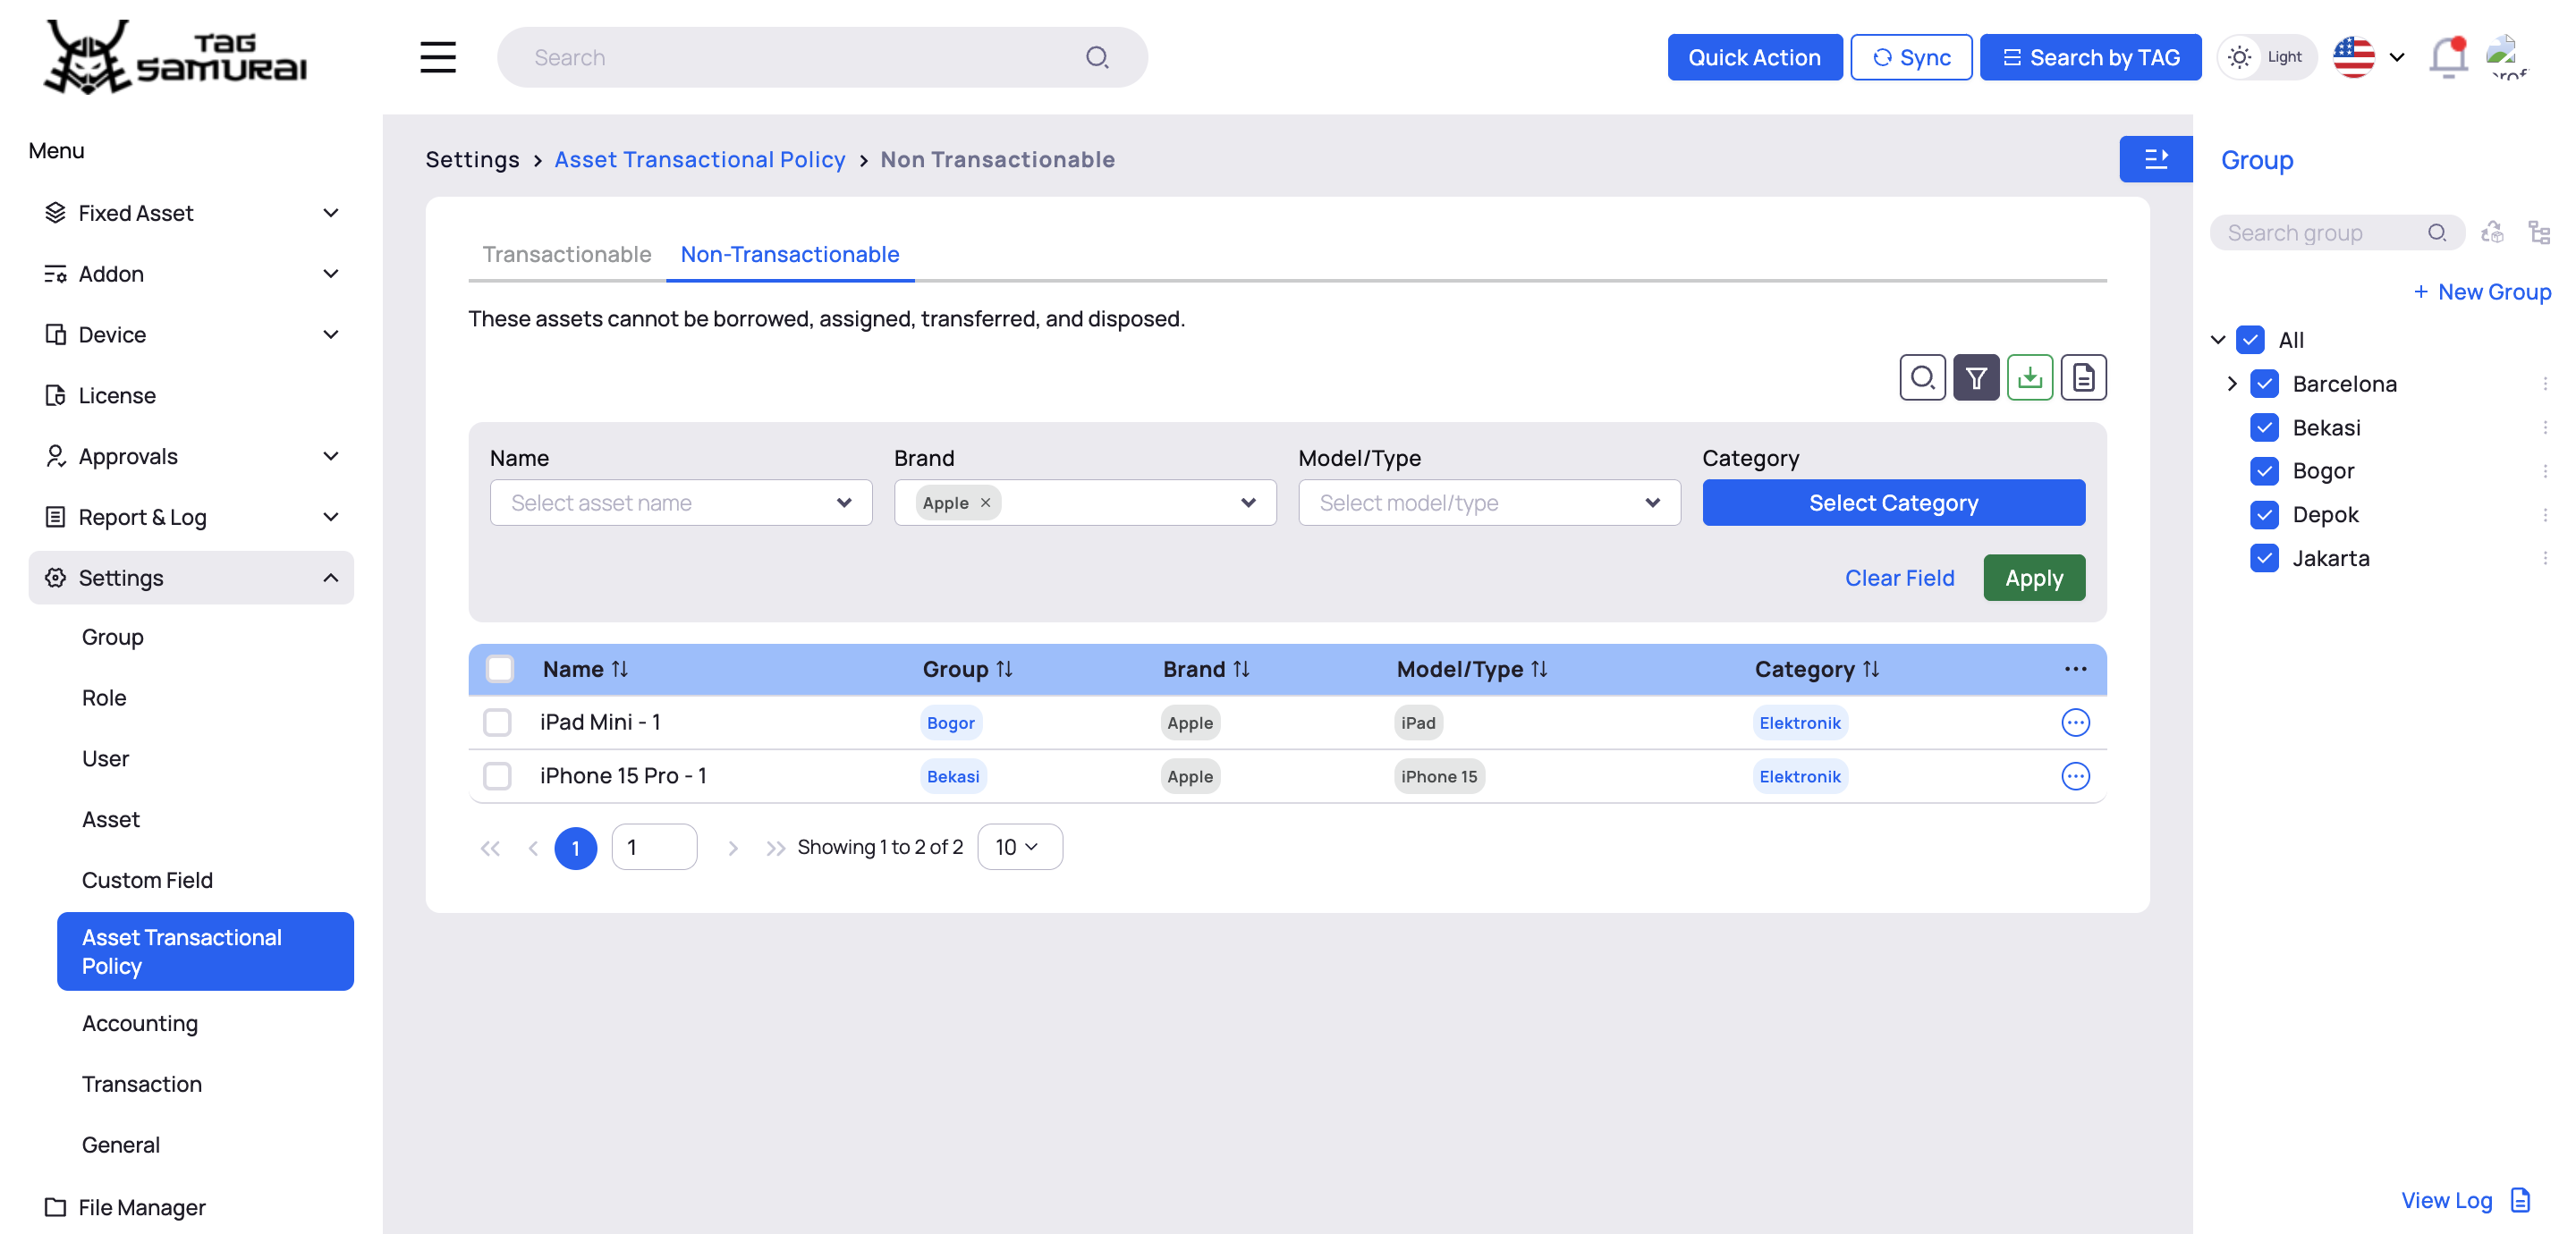 TAG
SAMURAI
Search
Quick Action
Sync
Search by TAG
Light
Menu
Fixed Asset
Addon
Device
License
Approvals
Report & Log
Settings
Group
Role
User
Asset
Custom Field
Asset Transactional
Policy
Accounting
Transaction
General
File Manager
Settings > Asset Transactional Policy > Non Transactionable
Transactionable Non-Transactionable
These assets cannot be borrowed, assigned, transferred, and disposed.
Name Brand Model/Type Category
Select asset name Apple × Select model/type Select Category
Clear Field Apply
Name Group Brand Model/Type Category ...
iPad Mini - 1 Bogor Apple iPad Elektronik
iPhone 15 Pro - 1 Bekasi Apple iPhone 15 Elektronik
1 1 Showing 1 to 2 of 2 10
Group
Search group
+ New Group
All
Barcelona
Bekasi
Bogor
Depok
Jakarta
View Log